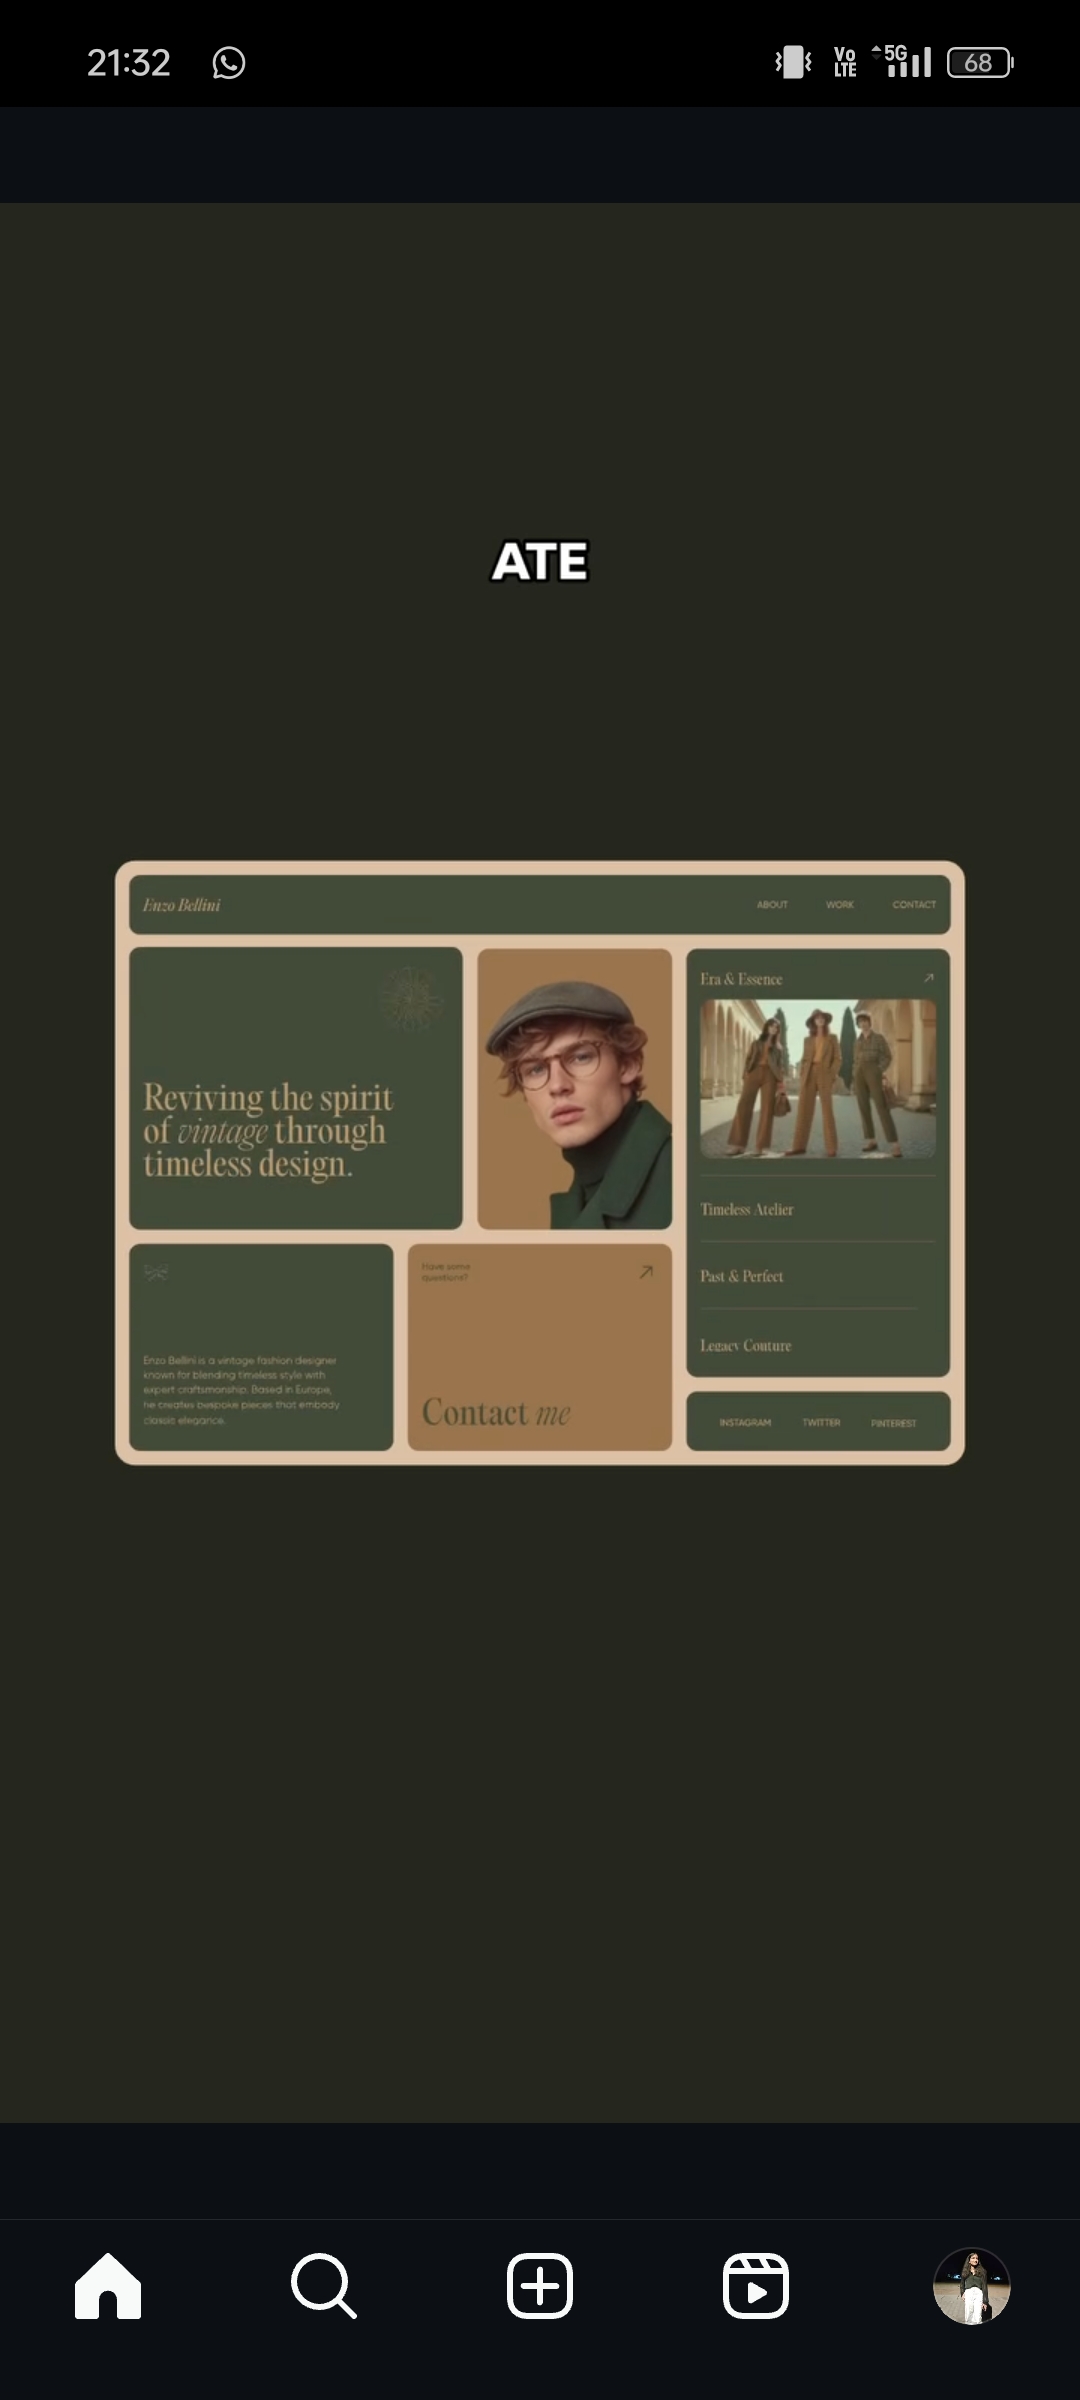 21:32
Vo
LTE
5G
68
ATE
Enzo Bellini
ABOUT
WORK
CONTACT
Reviving the spirit
of vintage through
timeless design.
Era & Essence
Timeless Atelier
Past & Perfect
Legacy Couture
Enzo Bellini is a vintage fashion designer
known for blending timeless style with
expert craftsmanship. Based in Europe,
he creates bespoke pieces that embody
classic elegance.
Have some
questions?
Contact me
INSTAGRAM
TWITTER
PINTEREST